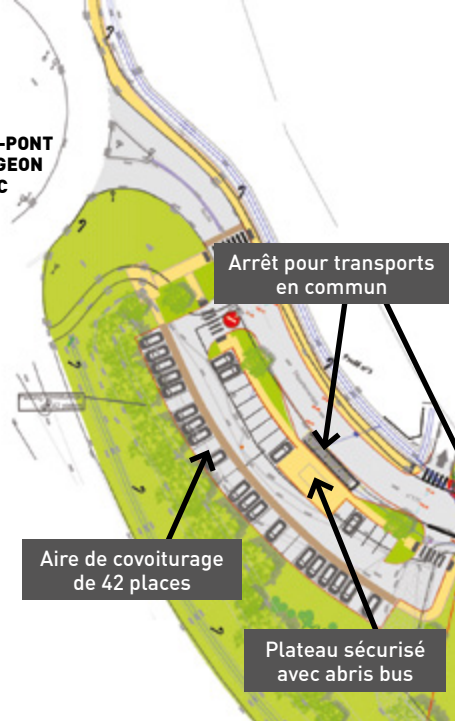 -PONT
GEON
C
Arrêt pour transports
en commun
Aire de covoiturage
de 42 places
Plateau sécurisé
avec abris bus